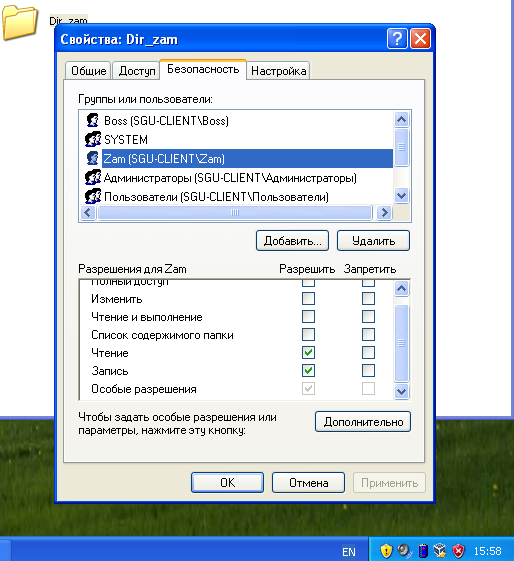 Dir_zam
Свойства: Dir_zam
Общие Доступ Безопасность Настройка
Группы или пользователи:
Boss (SGU-CLIENT\Boss)
SYSTEM
Zam (SGU-CLIENT\Zam)
Администраторы (SGU-CLIENT\Администраторы)
Пользователи (SGU-CLIENT\Пользователи)
Добавить... Удалить
Разрешения для Zam Разрешить Запретить
Полный доступ
Изменить
Чтение и выполнение
Список содержимого папки
Чтение
Запись
Особые разрешения
Чтобы задать особые разрешения или
параметры, нажмите эту кнопку:
Дополнительно
OK Отмена Применить
EN 15:58